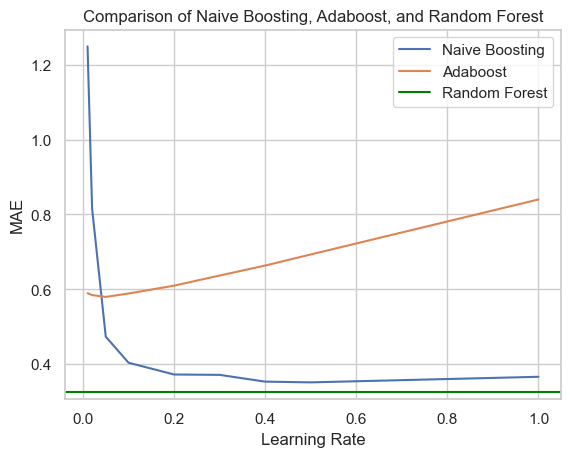 Comparison of Naive Boosting, Adaboost, and Random Forest
Naive Boosting
Adaboost
Random Forest
MAE
1.2
1.0
0.8
0.6
0.4
0.0
0.2
0.4
0.6
0.8
1.0
Learning Rate